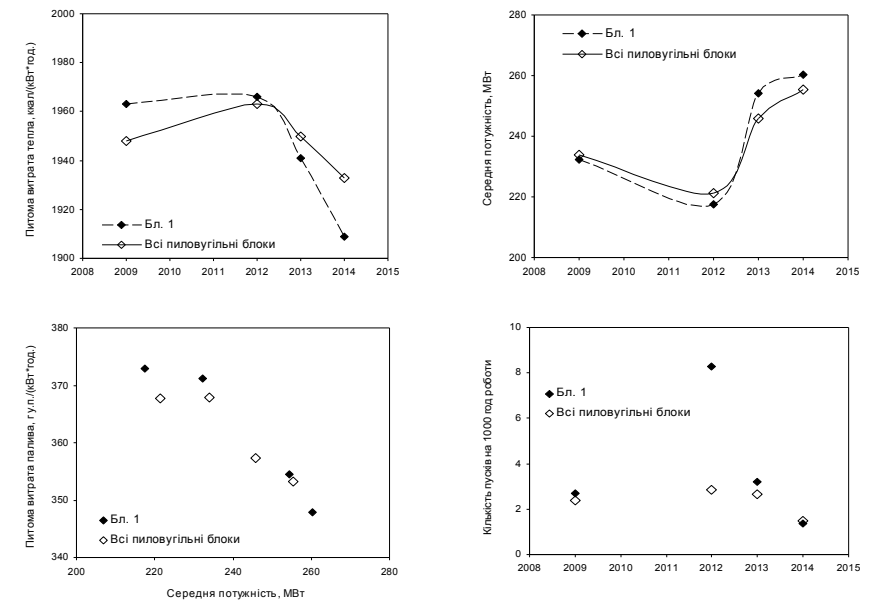 Питома витрата тепла, ккал/(кВт*год.)
2000
1980
1960
1940
1920
1900
2008 2009 2010 2011 2012 2013 2014 2015
Бл. 1
Всі пиловугільні блоки
Середня потужність, МВт
280
260
240
220
200
2008 2009 2010 2011 2012 2013 2014 2015
Бл. 1
Всі пиловугільні блоки
Питома витрата палива, г у.п./(кВт*год.)
380
370
360
350
340
200 220 240 260 280
Бл. 1
Всі пиловугільні блоки
Середня потужність, МВт
Кількість пусків на 1000 год роботи
10
8
6
4
2
0
2008 2009 2010 2011 2012 2013 2014 2015
Бл. 1
Всі пиловугільні блоки